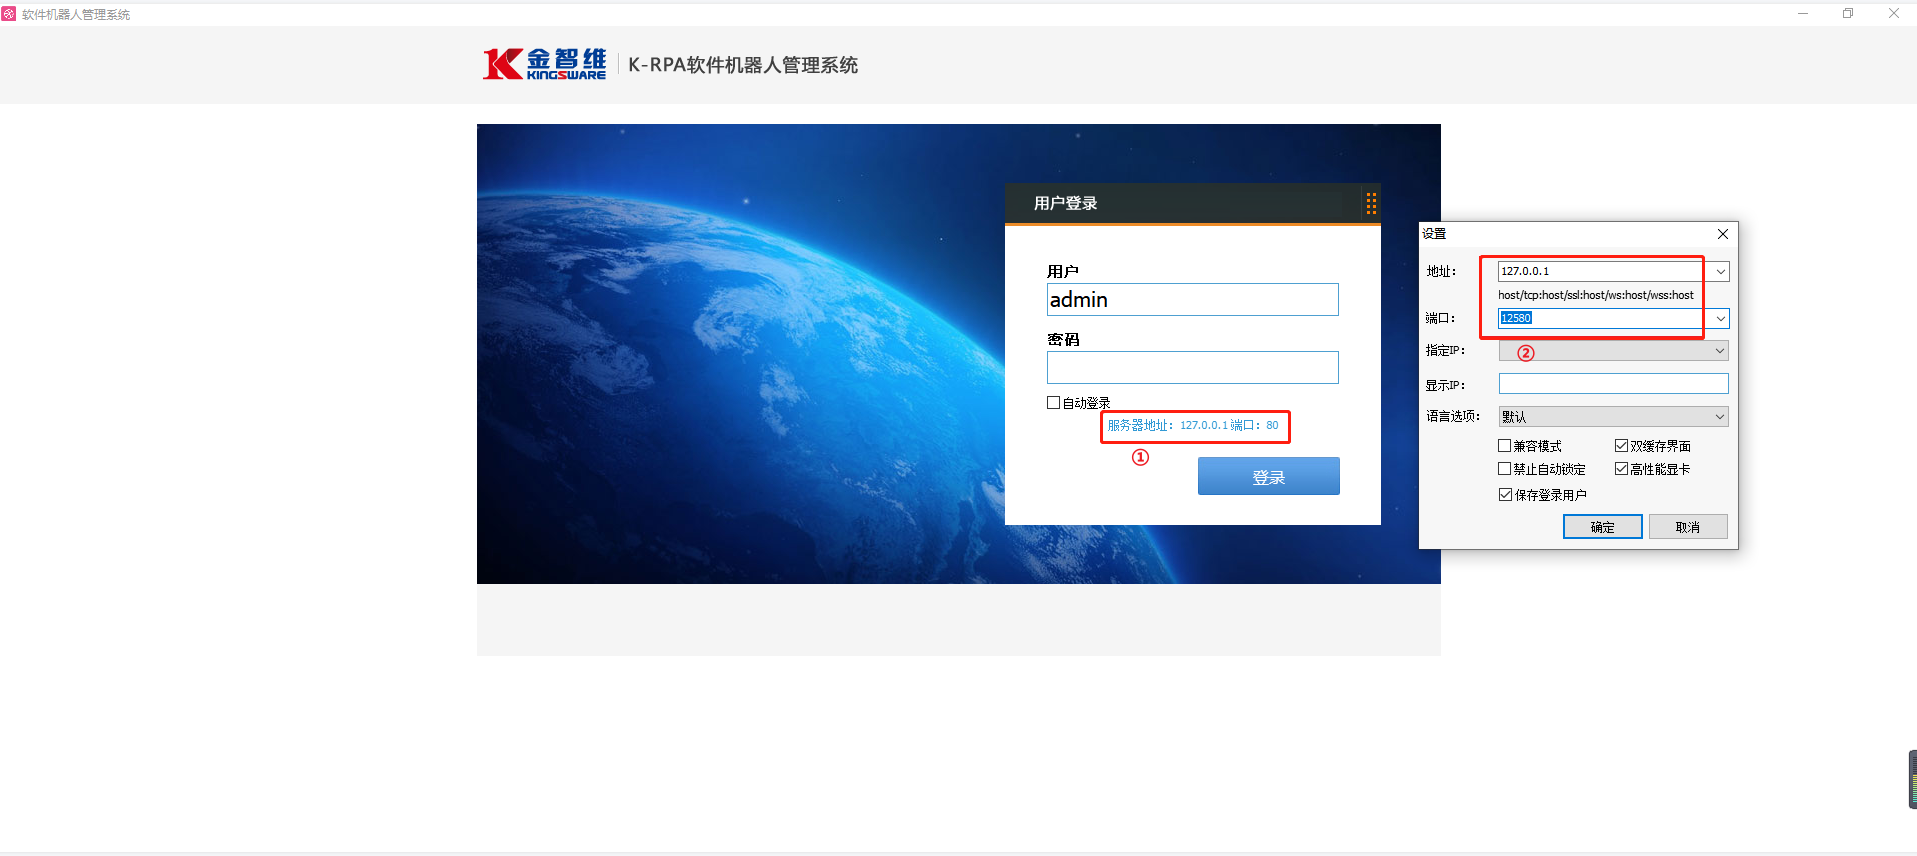 软件机器人管理系统
金智维
KINGSWARE
K-RPA软件机器人管理系统
用户登录
用户
admin
密码
自动登录
服务器地址：127.0.0.1 端口：80
①
登录
设置
地址：
127.0.0.1
host/tcp:host/ssl:host/ws:host/wss:host
端口：
12580
指定IP：
②
显示IP：
语言选项：
默认
兼容模式
双缓存界面
禁止自动锁定
高性能显卡
保存登录用户
确定
取消